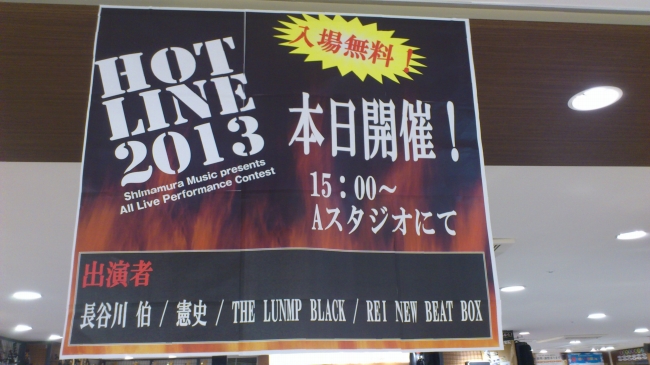 HOT
LINE
2013
Shimamura Music presents
All Live Performance Contest
入場無料！
本日開催！
15：00～
Aスタジオにて
出演者
長谷川 伯 / 憲史 / THE LUNMP BLACK / REI NEW BEAT BOX